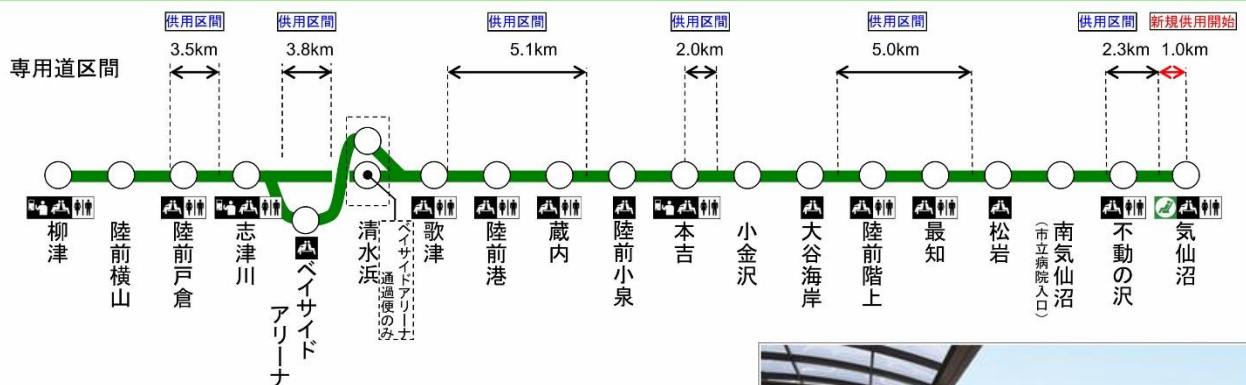 供用区間 供用区間 供用区間 供用区間 供用区間 供用区間 新規供用開始
3.5km 3.8km 5.1km 2.0km 5.0km 2.3km 1.0km
専用道区間
柳津
陸前横山
陸前戸倉
志津川
ベイサイド
アリーナ
清水浜
ベイサイドアリーナ
通過便のみ
歌津
陸前港
蔵内
陸前小泉
本吉
小金沢
大谷海岸
陸前階上
最知
松岩
南気仙沼
(市立病院入口)
不動の沢
気仙沼